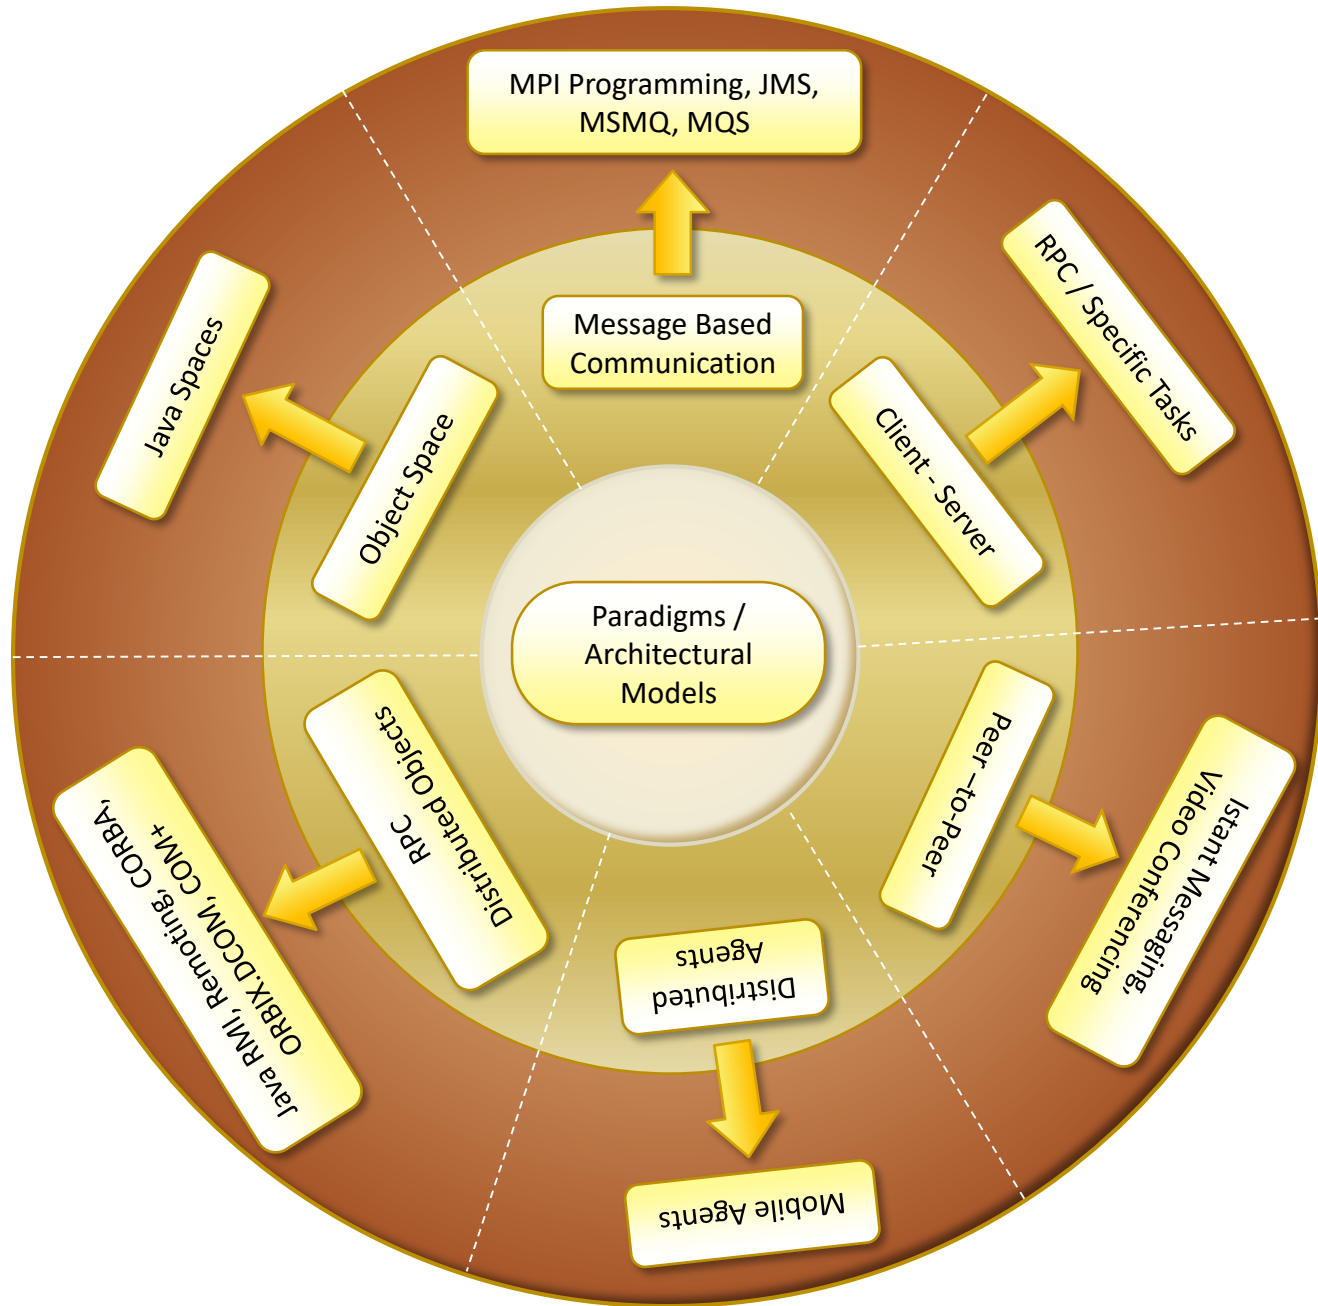 MPI Programming, JMS,
MSMQ, MQS
Message Based
Communication
RPC / Specific Tasks
Client - Server
Paradigms /
Architectural
Models
Peer –to-Peer
Istant Messaging,
Video Conferencing
Distributed
Agents
Mobile Agents
Distributed Objects
RPC
Java RMI, Remoting, CORBA,
ORBIX.DCOM, COM+
Object Space
Java Spaces